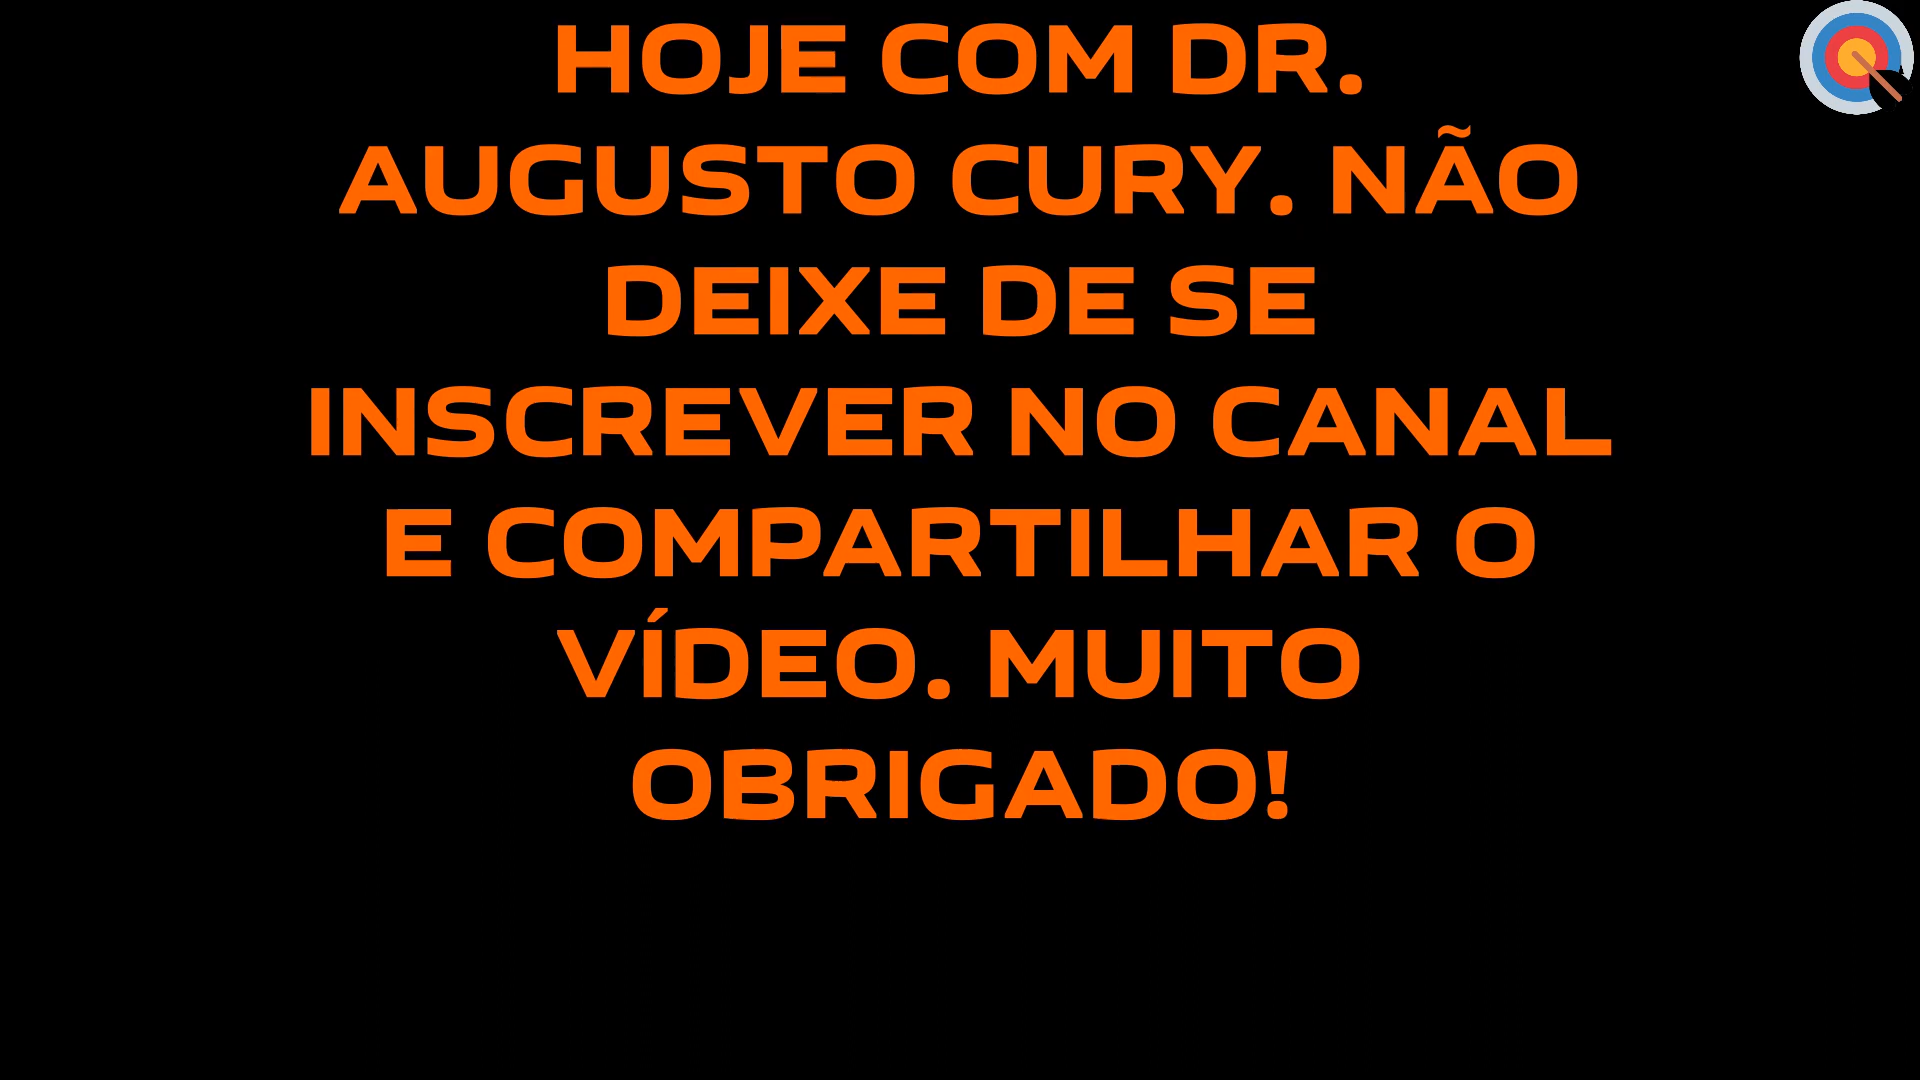 HOJE COM DR.
AUGUSTO CURY. NÃO
DEIXE DE SE
INSCREVER NO CANAL
E COMPARTILHAR O
VÍDEO. MUITO
OBRIGADO!